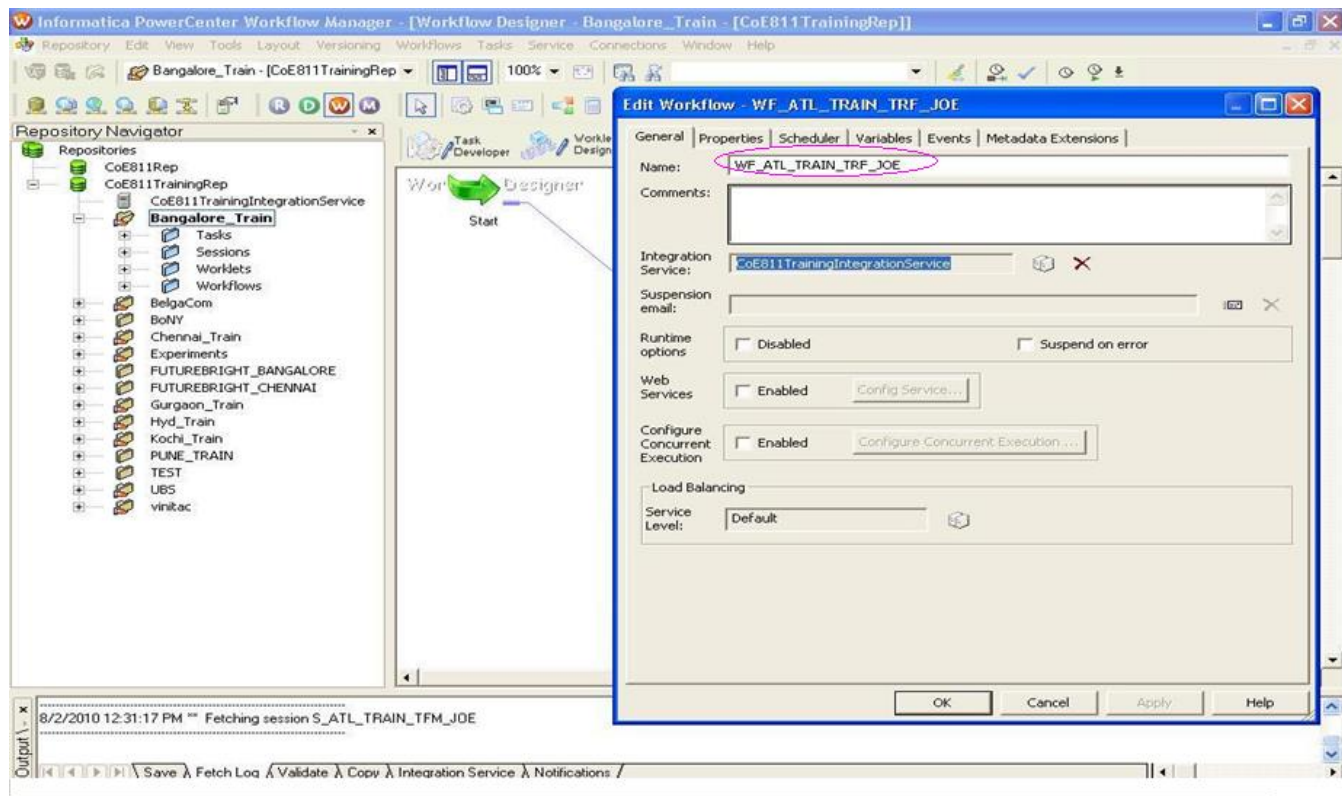 Informatica PowerCenter Workflow Manager - [Workflow Designer - Bangalore_Train - [CoE811TrainingRep]]
Repository Edit View Tools Layout Versioning Workflows Tasks Service Connections Window Help
Bangalore_Train - [CoE811TrainingRep
100%
Repository Navigator
Repositories
CoE811Rep
CoE811TrainingRep
CoE811TrainingIntegrationService
Bangalore_Train
Tasks
Sessions
Worklets
Workflows
BelgaCom
BoNY
Chennai_Train
Experiments
FUTUREBRIGHT_BANGALORE
FUTUREBRIGHT_CHENNAI
Gurgaon_Train
Hyd_Train
Kochi_Train
PUNE_TRAIN
TEST
UBS
vinitac
Task Developer
Workle
Design
Wor Designer
Start
Edit Workflow - WF_ATL_TRAIN_TRF_JOE
General Properties Scheduler Variables Events Metadata Extensions
Name: WF_ATL_TRAIN_TRF_JOE
Comments:
Integration Service: CoE811TrainingIntegrationService
Suspension email:
Runtime options Disabled Suspend on error
Web Services Enabled Config Service...
Configure Concurrent Execution Enabled Configure Concurrent Execution ...
Load Balancing
Service Level: Default
OK Cancel Apply Help
8/2/2010 12:31:17 PM ** Fetching session S_ATL_TRAIN_TFM_JOE
Output
Save Fetch Log Validate Copy Integration Service Notifications